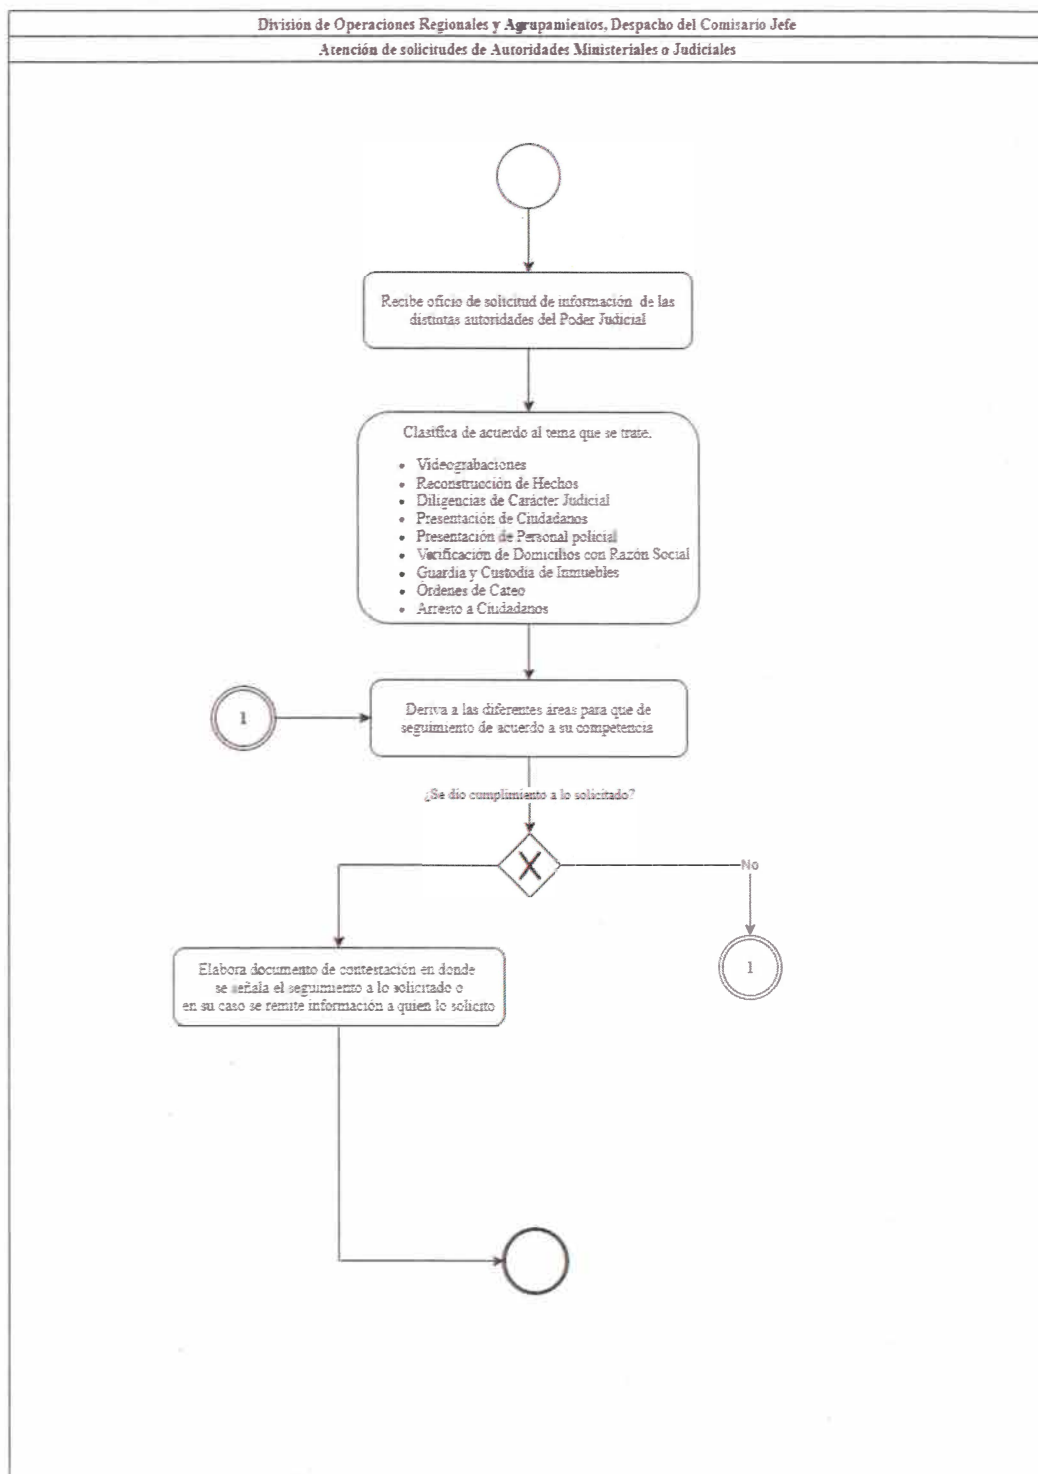 División de Operaciones Regionales y Agrupamientos, Despacho del Comisario Jefe
Atención de solicitudes de Autoridades Ministeriales o Judiciales
Recibe oficio de solicitud de información de las
distintas autoridades del Poder Judicial
Clasifica de acuerdo al tema que se trate.
• Videograbaciones
• Reconstrucción de Hechos
• Diligencias de Carácter Judicial
• Presentación de Ciudadanos
• Presentación de Personal policial
• Verificación de Domicilios con Razón Social
• Guardia y Custodia de Inmuebles
• Órdenes de Cateo
• Arresto a Ciudadanos
1
Deriva a las diferentes áreas para que de
seguimiento de acuerdo a su competencia
¿Se dio cumplimiento a lo solicitado?
No
1
Elabora documento de contestación en donde
se señala el seguimiento a lo solicitado o
en su caso se remite información a quien lo solicito